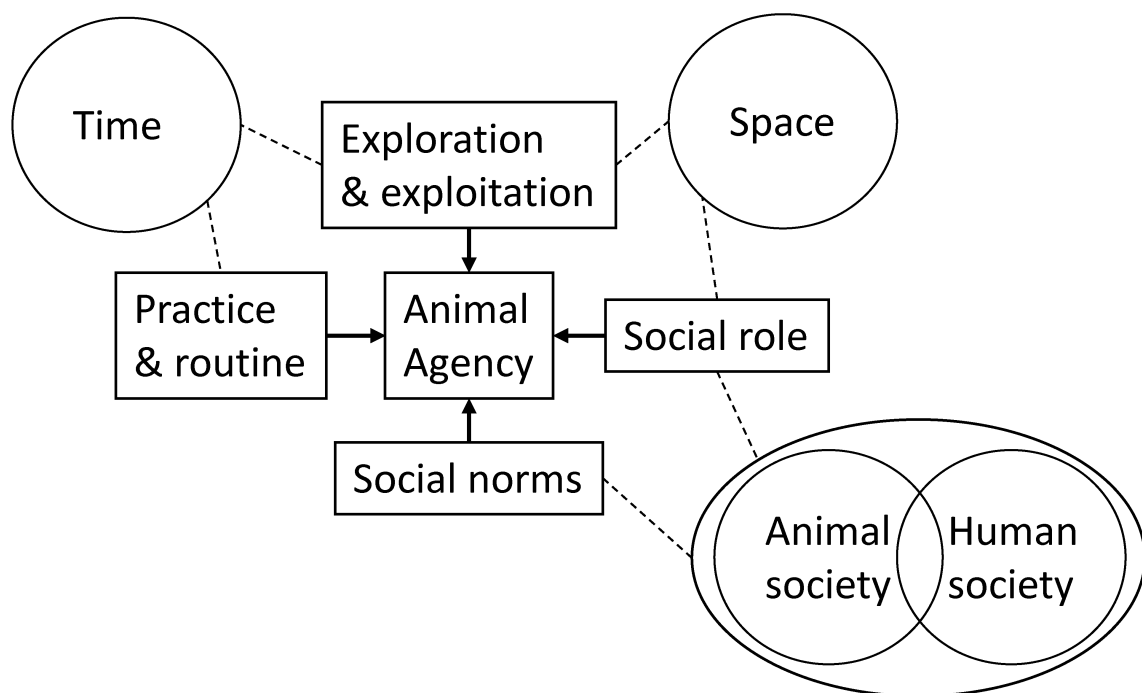 Time
Exploration
& exploitation
Space
Practice
& routine
Animal
Agency
Social role
Social norms
Animal
society
Human
society